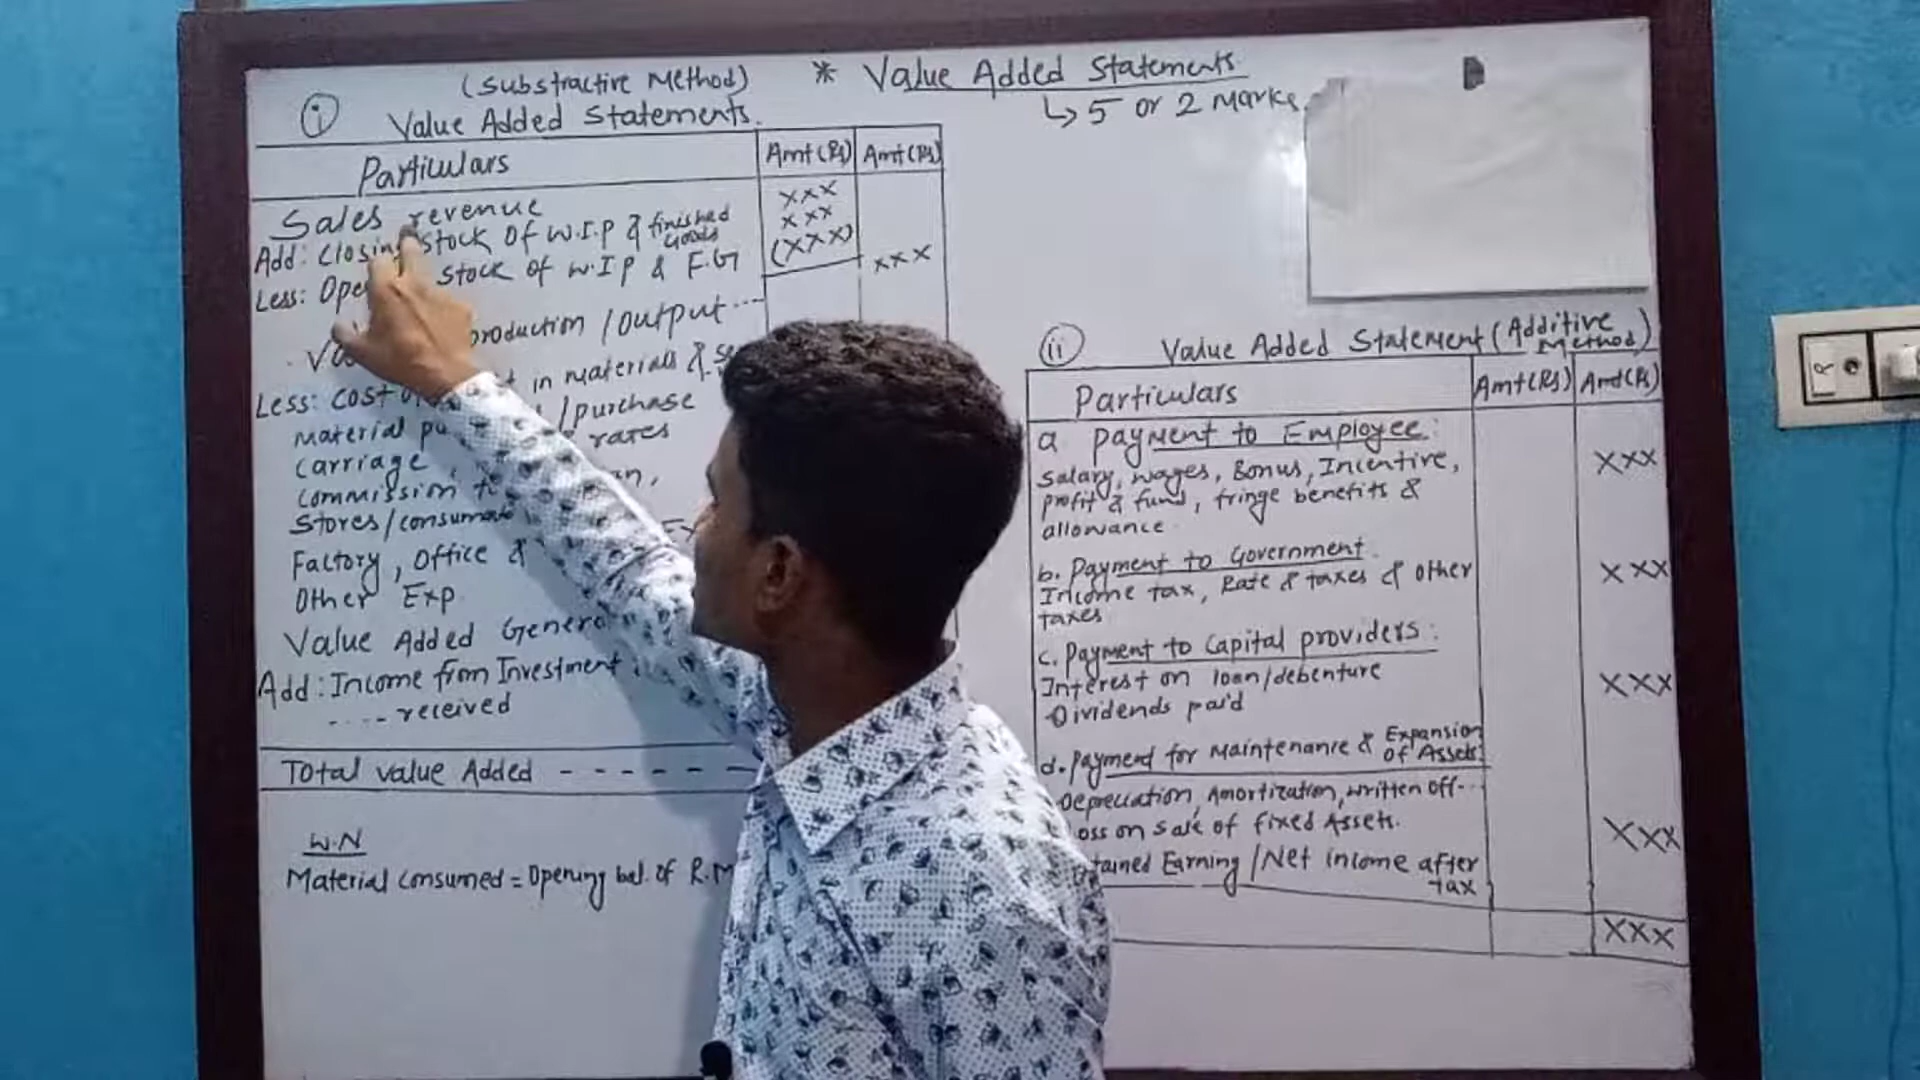 (Substractive Method)
* Value Added Statements
↳ 5 or 2 Marks.
(i) Value Added Statements.
Particulars Amt(Rs) Amt(Rs)
Sales revenue xxx
Add: Closing stock of W.I.P & finished Goods xxx
Less: Ope stock of W.I.P & F.G (xxx) xxx
production / output ...
Less: cost in materials &
Material / purchase
Carriage, rates
Commission
Stores/consuma
Factory, Office &
Other Exp
Value Added Genera
Add: Income from Investment
---- received
Total value Added - - - - - -
W.N
Material consumed = Opening bal. of R.M
(ii) Value Added Statement (Additive Method)
Particulars Amt(Rs) Amt(Rs)
a payment to Employee:
Salary, wages, Bonus, Incentive, xxx
profit & fund, fringe benefits &
allowance
b. Payment to Government
Income tax, Rate & taxes & other xxx
taxes
c. Payment to Capital providers:
Interest on loan/debenture xxx
Dividends paid
d. Payment for Maintenance & Expansion of Assets
Depreciation, Amortization, written off...
oss on sale of fixed Assets. xxx
tained Earning / Net income after tax
xxx